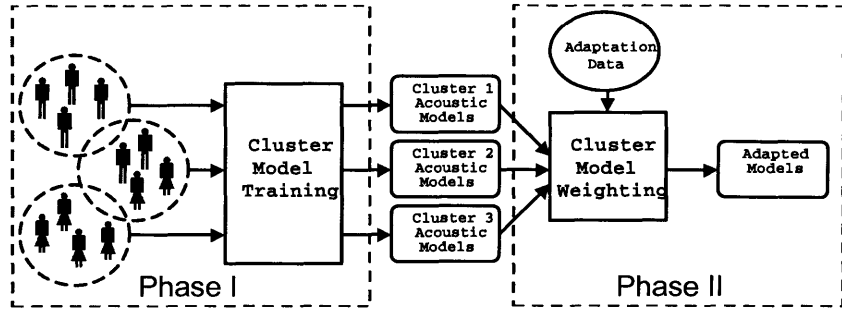 Adaptation
Data
Cluster
Model
Training
Cluster 1
Acoustic
Models
Cluster 2
Acoustic
Models
Cluster 3
Acoustic
Models
Cluster
Model
Weighting
Adapted
Models
Phase I
Phase II